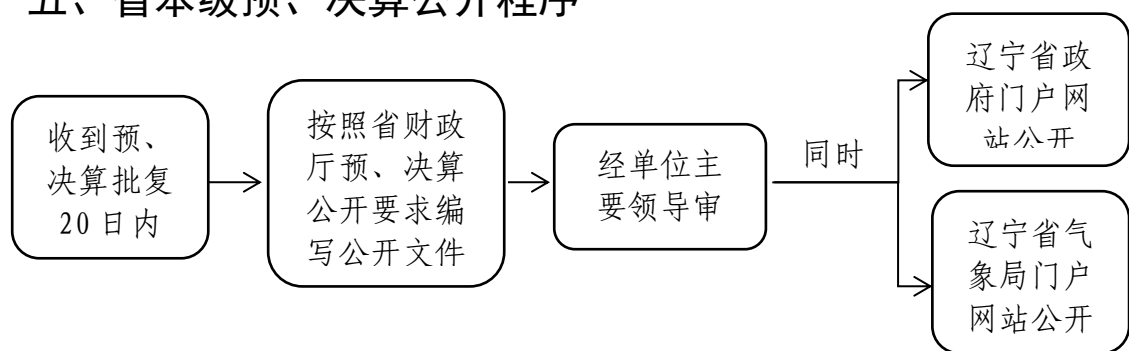 五、省本级预、决算公开程序
收到预、
决算批复
20日内
按照省财政
厅预、决算
公开要求编
写公开文件
经单位主
要领导审
同时
辽宁省政
府门户网
站公开
辽宁省气
象局门户
网站公开